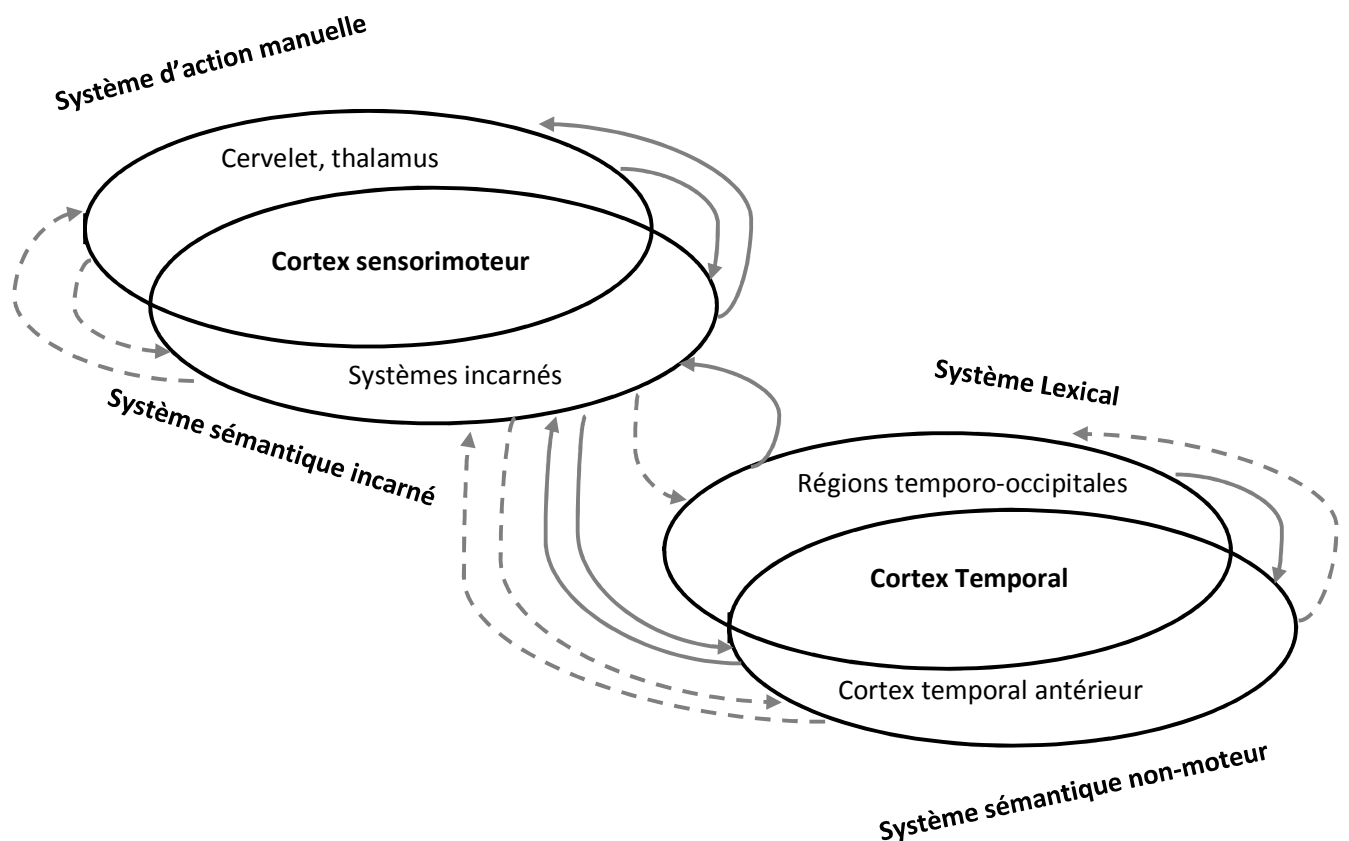 Système d’action manuelle
Cervelet, thalamus
Cortex sensorimoteur
Systèmes incarnés
Système sémantique incarné
Système Lexical
Régions temporo-occipitales
Cortex Temporal
Cortex temporal antérieur
Système sémantique non-moteur